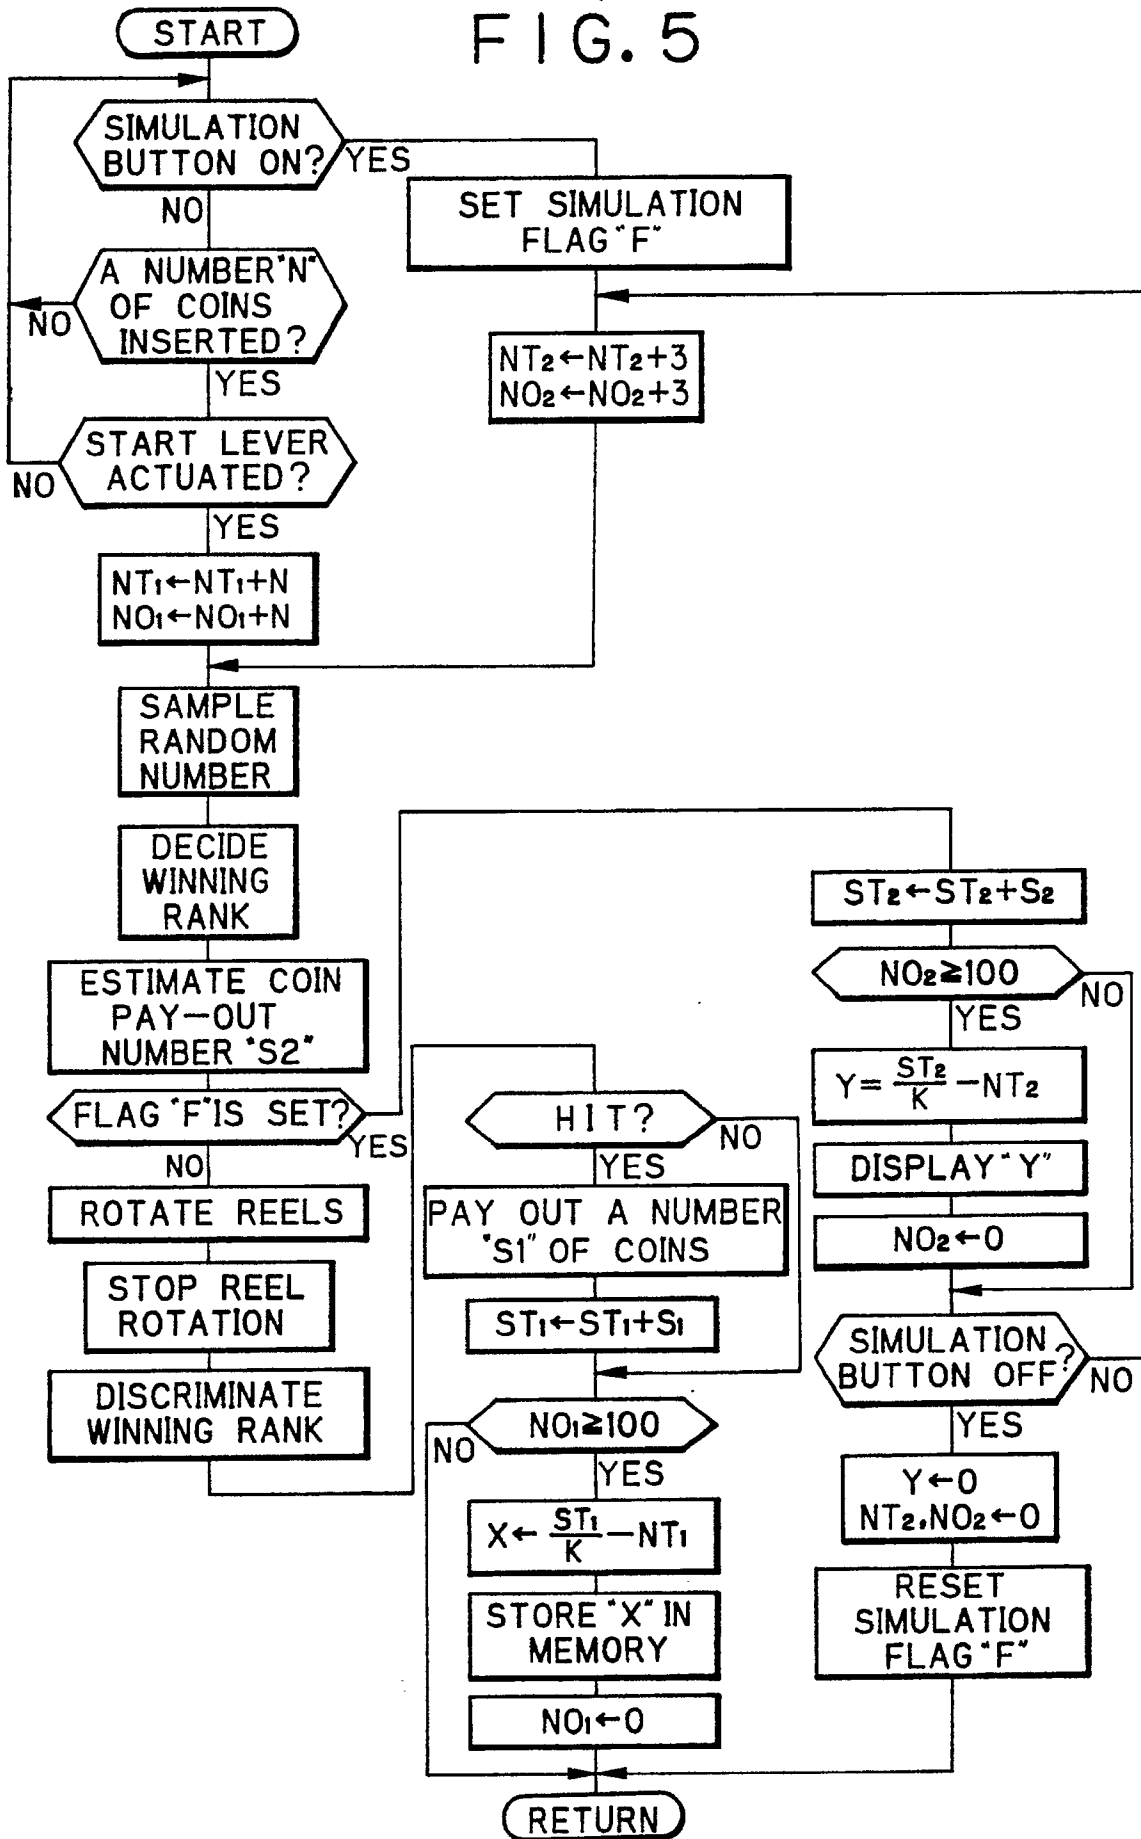 FIG. 5
START
SIMULATION
BUTTON ON?
YES
NO
SET SIMULATION
FLAG "F"
A NUMBER "N"
OF COINS
INSERTED?
NO
YES
NT₂←NT₂+3
NO₂←NO₂+3
START LEVER
ACTUATED?
NO
YES
NT₁←NT₁+N
NO₁←NO₁+N
SAMPLE
RANDOM
NUMBER
DECIDE
WINNING
RANK
ESTIMATE COIN
PAY-OUT
NUMBER "S2"
FLAG "F" IS SET?
YES
NO
ROTATE REELS
STOP REEL
ROTATION
DISCRIMINATE
WINNING RANK
HIT?
NO
YES
PAY OUT A NUMBER
"S1" OF COINS
ST₁←ST₁+S₁
NO₁≧100
NO
YES
X← ST₁/K −NT₁
STORE "X" IN
MEMORY
NO₁←0
ST₂←ST₂+S₂
NO₂≧100
NO
YES
Y= ST₂/K −NT₂
DISPLAY "Y"
NO₂←0
SIMULATION
BUTTON OFF?
NO
YES
Y←0
NT₂,NO₂←0
RESET
SIMULATION
FLAG "F"
RETURN